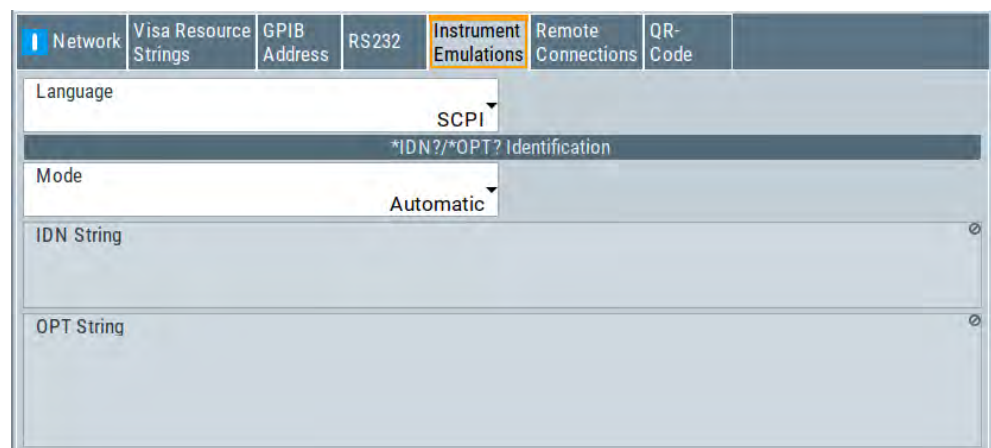 Network
Visa Resource
Strings
GPIB
Address
RS232
Instrument
Emulations
Remote
Connections
QR-
Code
Language
SCPI
*IDN?/*OPT? Identification
Mode
Automatic
IDN String
OPT String